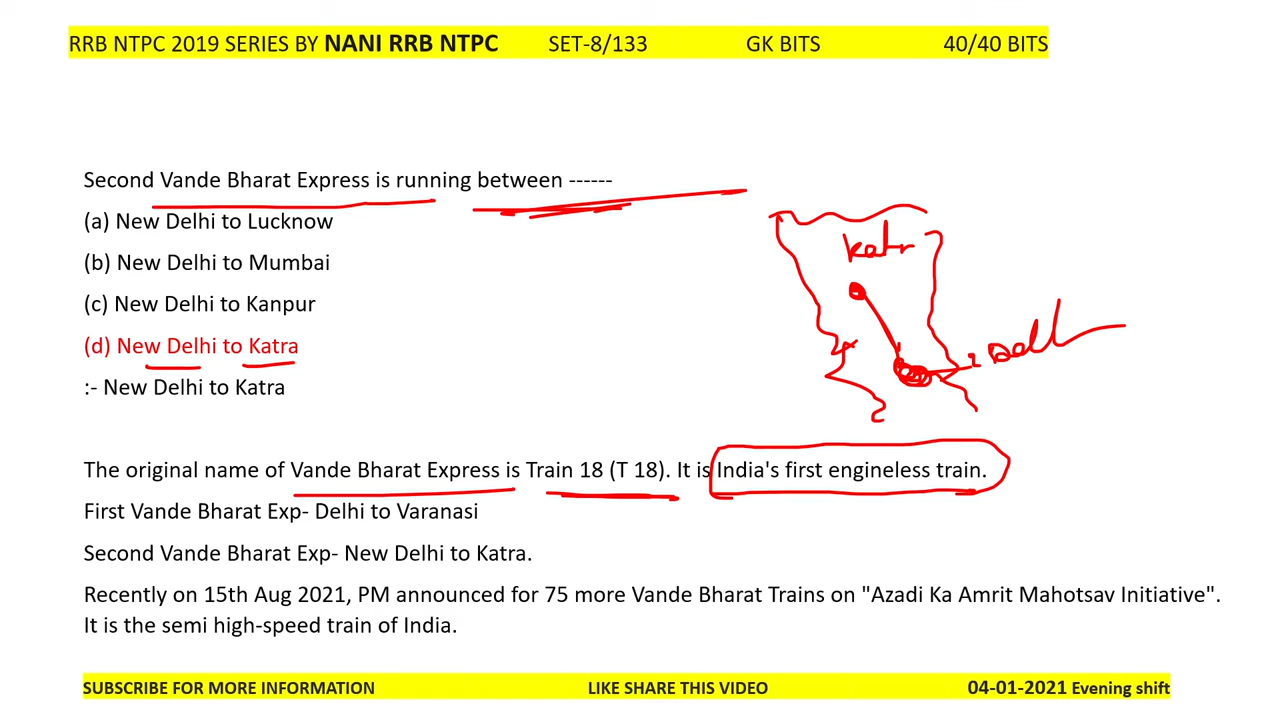 RRB NTPC 2019 SERIES BY NANI RRB NTPC SET-8/133 GK BITS 40/40 BITS
Second Vande Bharat Express is running between ------
(a) New Delhi to Lucknow
(b) New Delhi to Mumbai
(c) New Delhi to Kanpur
(d) New Delhi to Katra
:- New Delhi to Katra
katr
The original name of Vande Bharat Express is Train 18 (T 18). It is India's first engineless train.
First Vande Bharat Exp- Delhi to Varanasi
Second Vande Bharat Exp- New Delhi to Katra.
Recently on 15th Aug 2021, PM announced for 75 more Vande Bharat Trains on "Azadi Ka Amrit Mahotsav Initiative".
It is the semi high-speed train of India.
SUBSCRIBE FOR MORE INFORMATION LIKE SHARE THIS VIDEO 04-01-2021 Evening shift